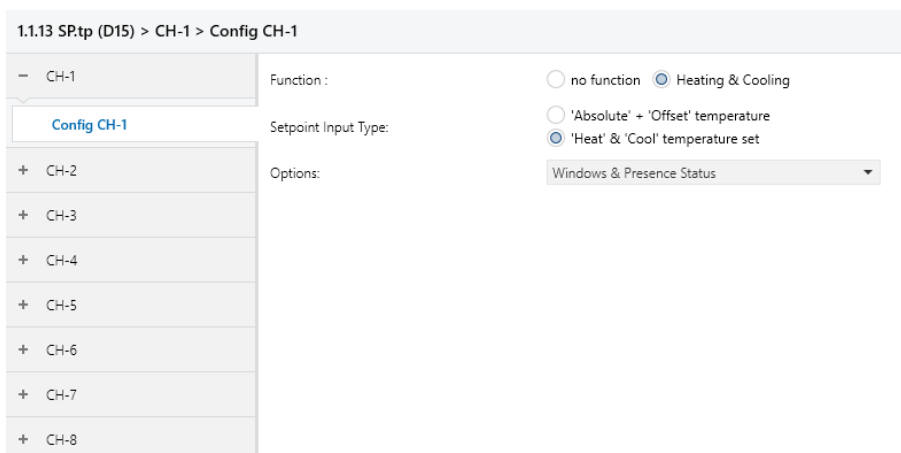 1.1.13 SP.tp (D15) > CH-1 > Config CH-1
− CH-1
Config CH-1
+ CH-2
+ CH-3
+ CH-4
+ CH-5
+ CH-6
+ CH-7
+ CH-8
Function :
no function Heating & Cooling
Setpoint Input Type:
'Absolute' + 'Offset' temperature
'Heat' & 'Cool' temperature set
Options:
Windows & Presence Status